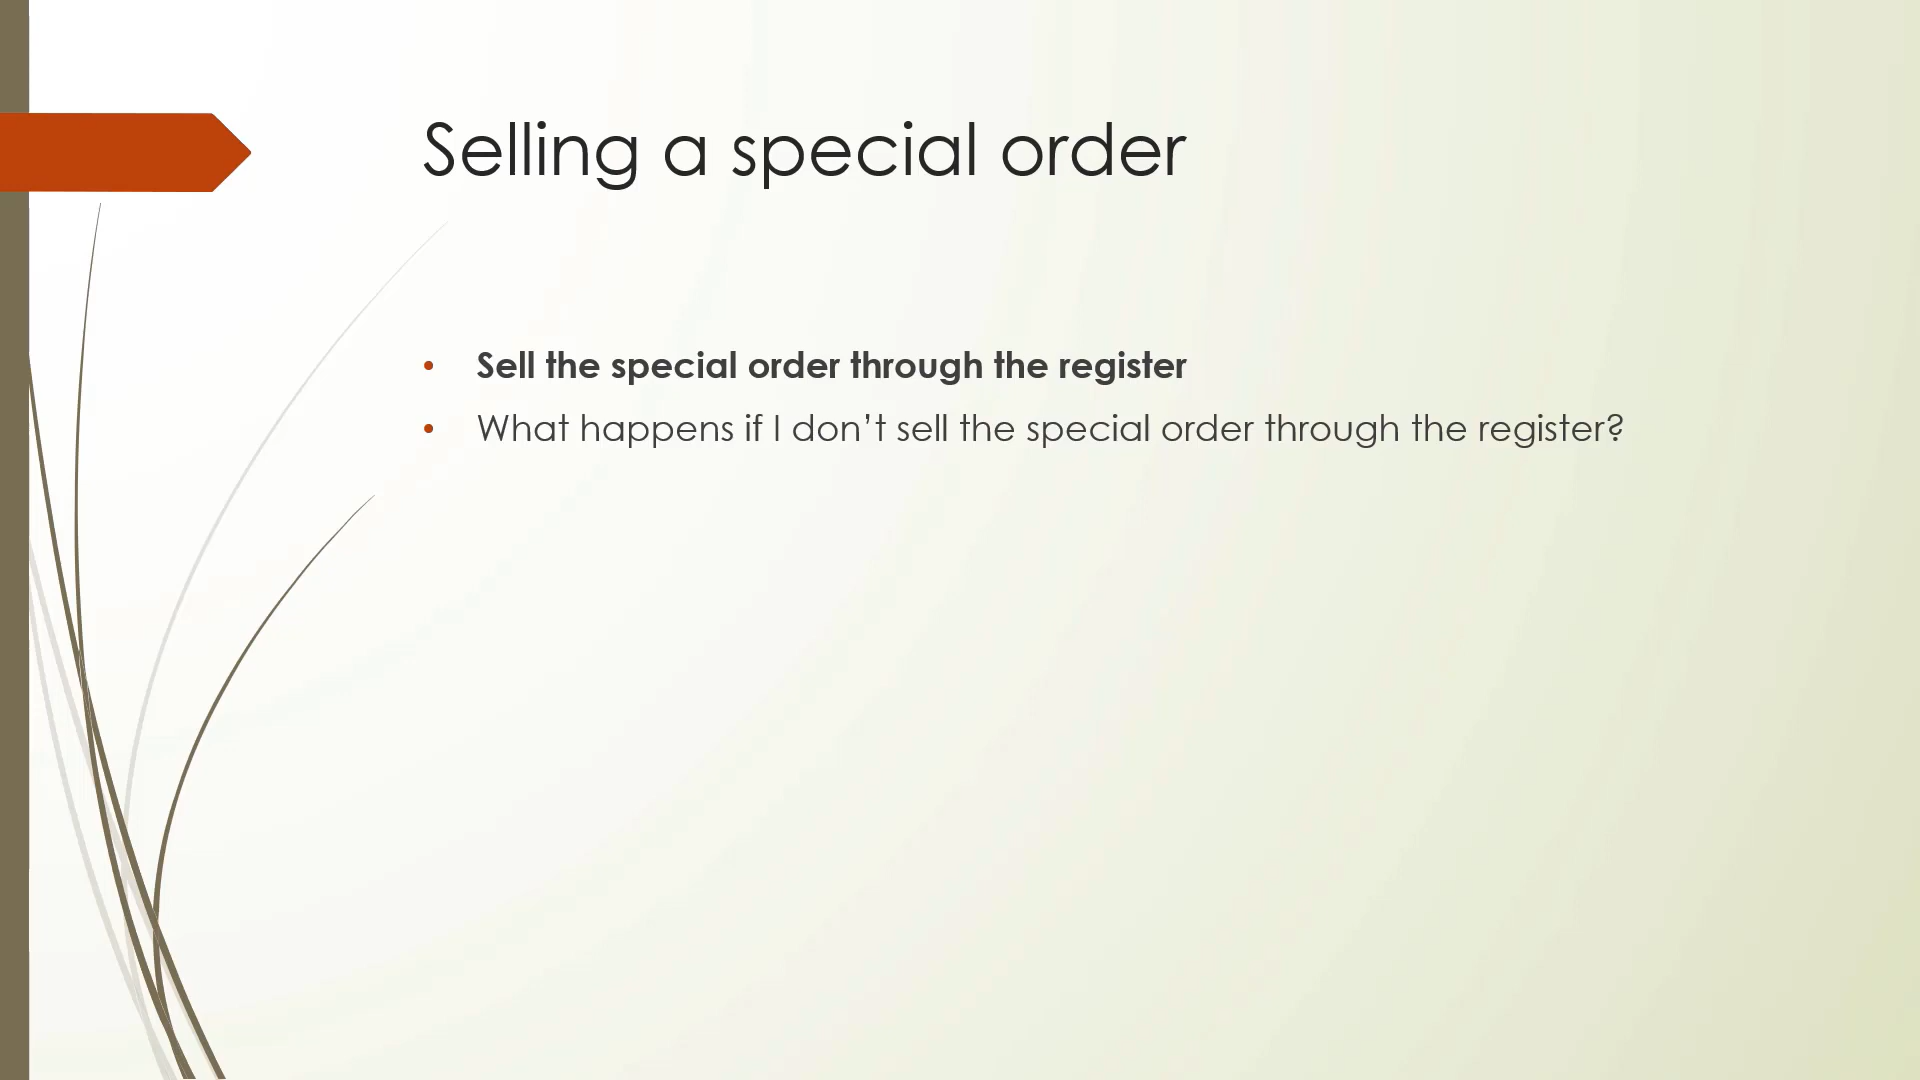 Selling a special order
• Sell the special order through the register
• What happens if I don’t sell the special order through the register?